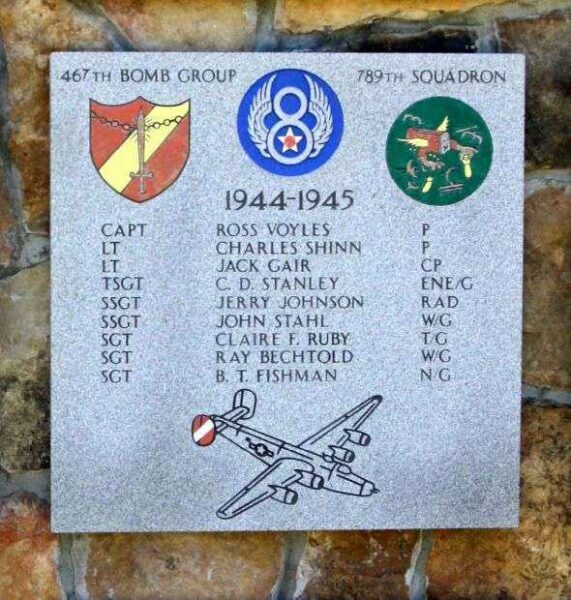 467TH BOMB GROUP 789TH SQUADRON
8
1944-1945
CAPT ROSS VOYLES P
LT CHARLES SHINN P
LT JACK GAIR CP
TSGT C. D. STANLEY ENE/G
SSGT JERRY JOHNSON RAD
SSGT JOHN STAHL W/G
SGT CLAIRE F. RUBY T/G
SGT RAY BECHTOLD W/G
SGT B. T. FISHMAN N/G